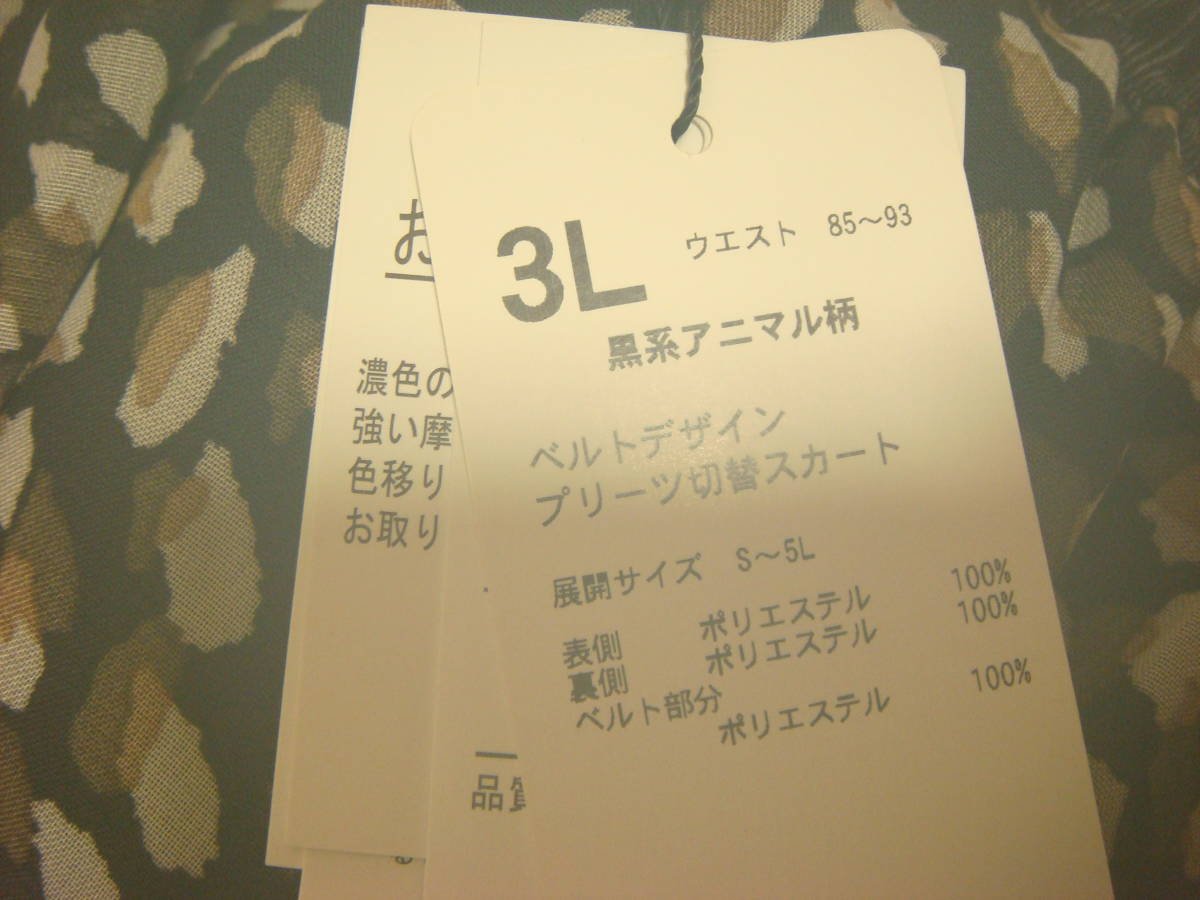 3L ウエスト 85～93
黒系アニマル柄
ベルトデザイン
プリーツ切替スカート
展開サイズ S～5L
表側 ポリエステル 100%
裏側 ポリエステル 100%
ベルト部分
ポリエステル 100%
お
濃色の
強い摩
色移り
お取り
品質